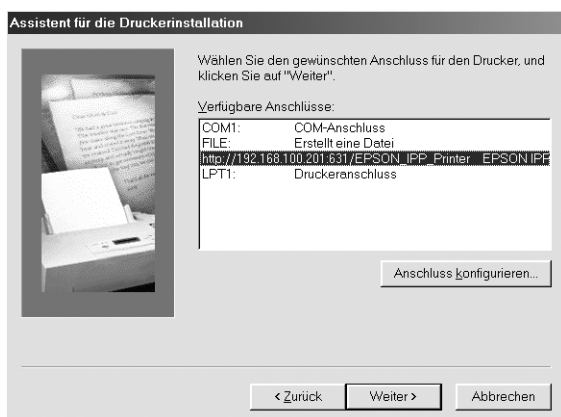 Assistent für die Druckerinstallation
Wählen Sie den gewünschten Anschluss für den Drucker, und
klicken Sie auf "Weiter".
Verfügbare Anschlüsse:
COM1: COM-Anschluss
FILE: Erstellt eine Datei
http://192.168.100.201:631/EPSON_IPP_Printer EPSON IPP
LPT1: Druckeranschluss
Anschluss konfigurieren...
< Zurück
Weiter >
Abbrechen